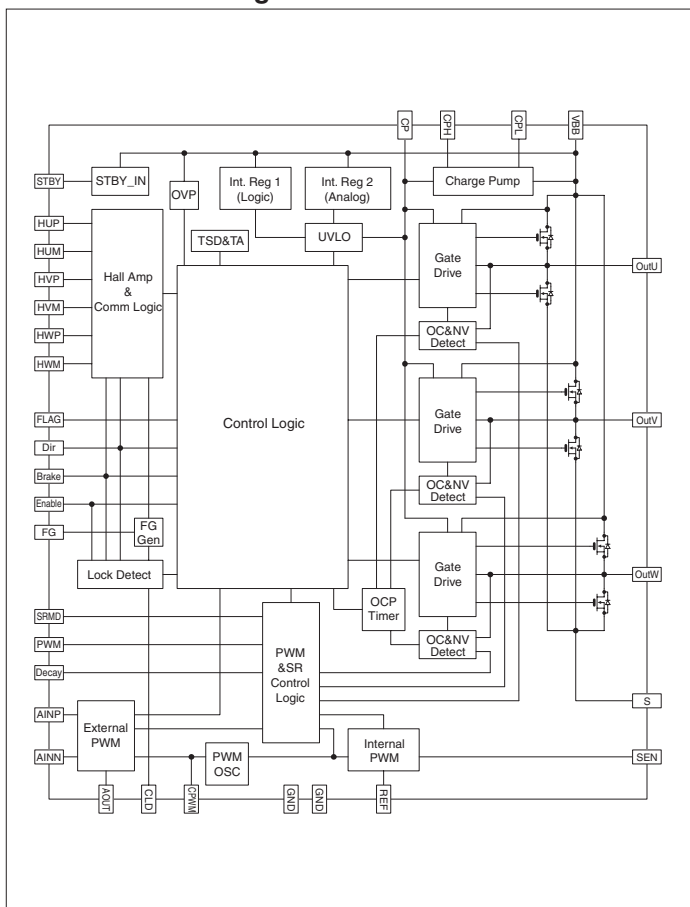 CP
CPH
CPL
VBB
STBY
STBY_IN
OVP
Int. Reg 1
(Logic)
Int. Reg 2
(Analog)
Charge Pump
HUP
HUM
HVP
HVM
HWP
HWM
Hall Amp
&
Comm Logic
TSD&TA
UVLO
Gate
Drive
OutU
OC&NV
Detect
Control Logic
Gate
Drive
OutV
OC&NV
Detect
FLAG
Dir
Brake
Enable
FG
FG
Gen
Lock Detect
Gate
Drive
OutW
OCP
Timer
OC&NV
Detect
SRMD
PWM
Decay
PWM
&SR
Control
Logic
AINP
AINN
External
PWM
PWM
OSC
Internal
PWM
S
SEN
AOUT
CLD
CPWM
GND
GND
REF